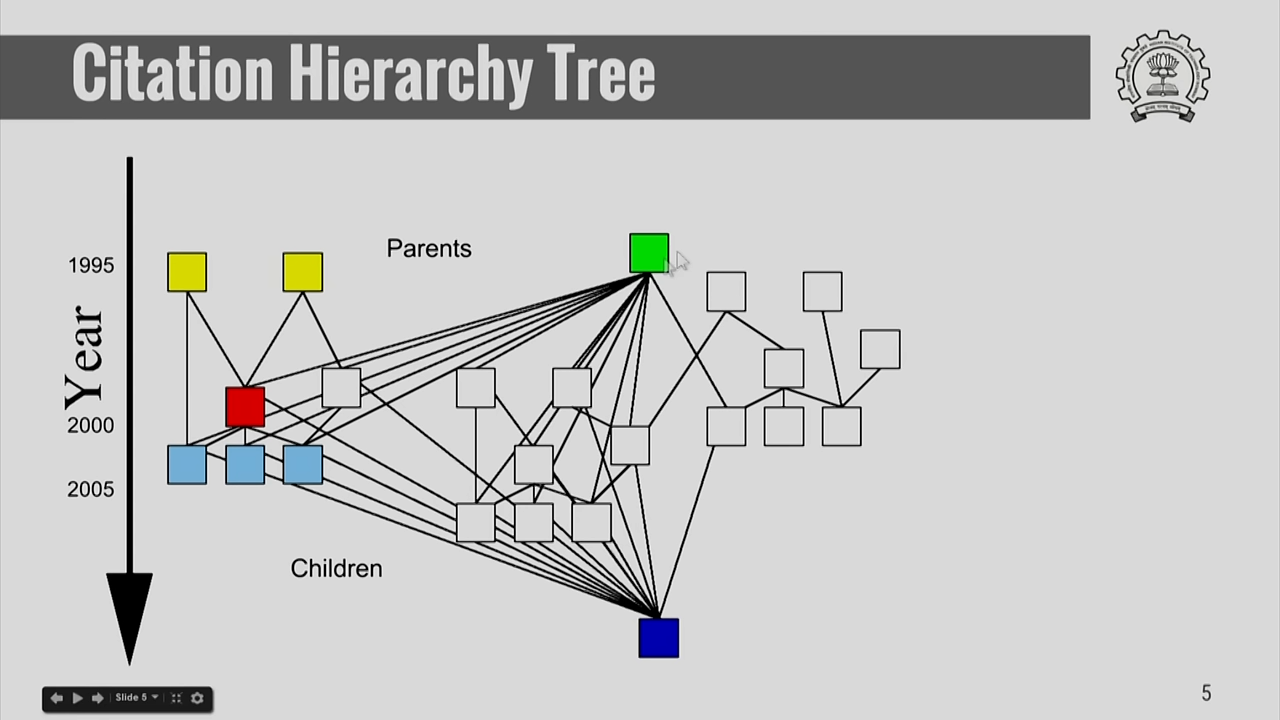 Citation Hierarchy Tree
Parents
1995
Year
2000
2005
Children
Slide 5
5